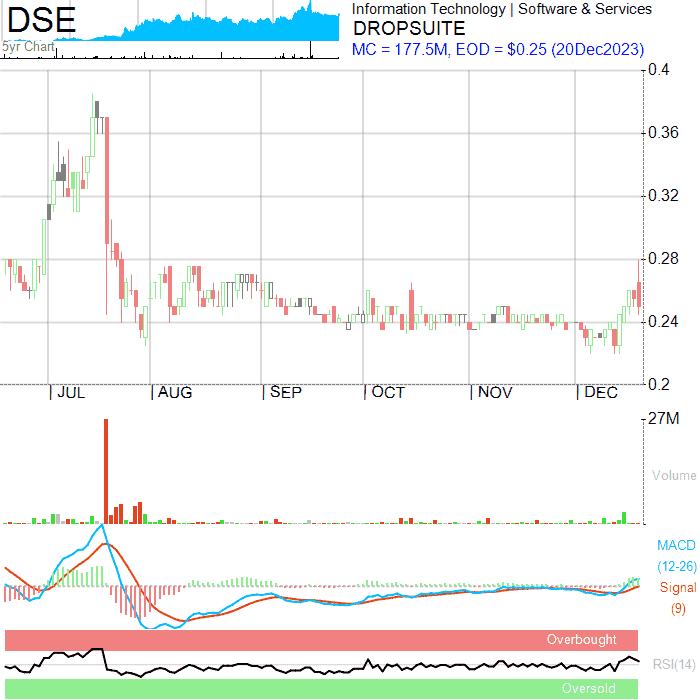 DSE
5yr Chart
Information Technology | Software & Services
DROPSUITE
MC = 177.5M, EOD = $0.25 (20Dec2023)
0.4
0.36
0.32
0.28
0.24
0.2
JUL AUG SEP OCT NOV DEC
27M
Volume
MACD
(12-26)
Signal
(9)
Overbought
RSI(14)
Oversold